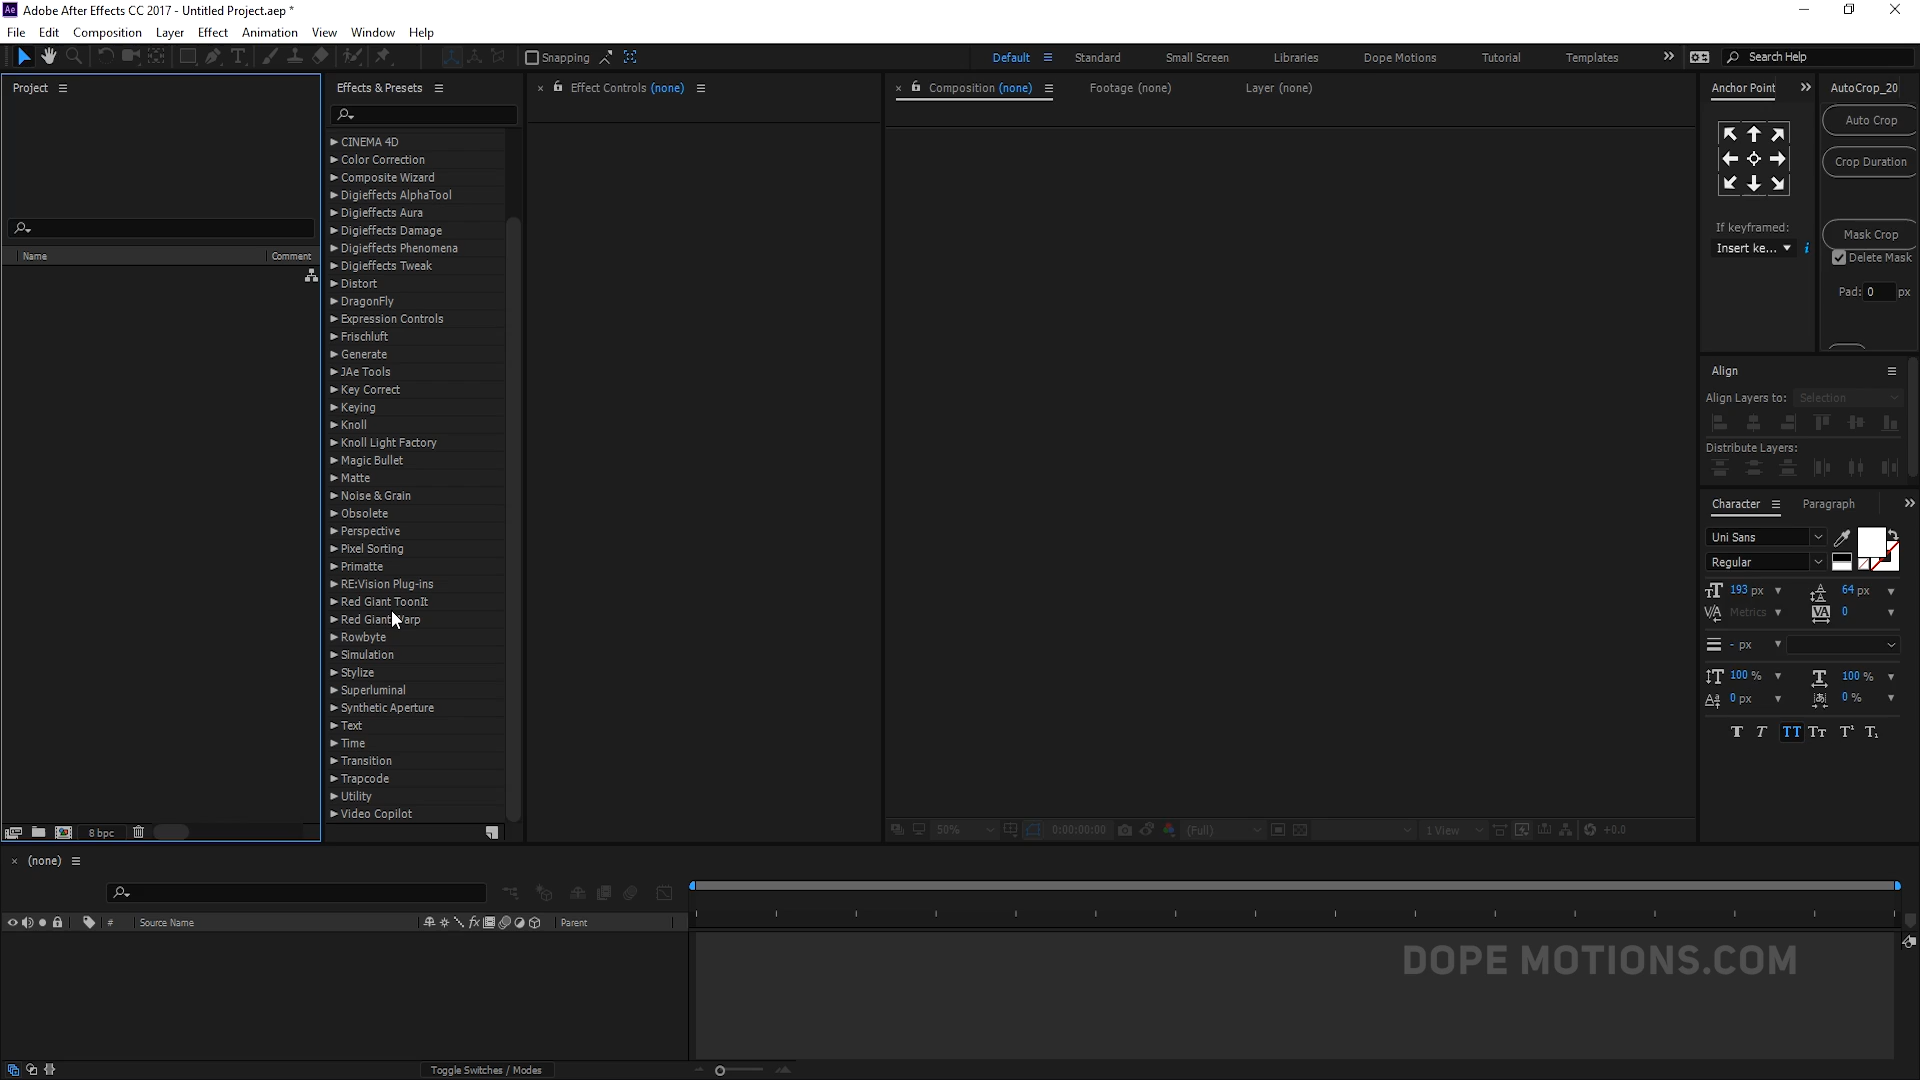 Ae Adobe After Effects CC 2017 - Untitled Project.aep *
File Edit Composition Layer Effect Animation View Window Help
Snapping
Default Standard Small Screen Libraries Dope Motions Tutorial Templates Search Help
Project
Name Comment
8 bpc
Effects & Presets
CINEMA 4D
Color Correction
Composite Wizard
Digieffects AlphaTool
Digieffects Aura
Digieffects Damage
Digieffects Phenomena
Digieffects Tweak
Distort
DragonFly
Expression Controls
Frischluft
Generate
JAe Tools
Key Correct
Keying
Knoll
Knoll Light Factory
Magic Bullet
Matte
Noise & Grain
Obsolete
Perspective
Pixel Sorting
Primatte
RE:Vision Plug-ins
Red Giant ToonIt
Red Giant Warp
Rowbyte
Simulation
Stylize
Superluminal
Synthetic Aperture
Text
Time
Transition
Trapcode
Utility
Video Copilot
Effect Controls (none)
Composition (none) Footage (none) Layer (none)
50% 0:00:00:00 (Full) 1 View +0.0
Anchor Point
If keyframed:
Insert ke...
AutoCrop_20
Auto Crop
Crop Duration
Mask Crop
Delete Mask
Pad: 0 px
Align
Align Layers to: Selection
Distribute Layers:
Character Paragraph
Uni Sans
Regular
193 px 64 px
Metrics 0
- px
100 % 100 %
0 px 0 %
(none)
# Source Name Parent
DOPE MOTIONS.COM
Toggle Switches / Modes